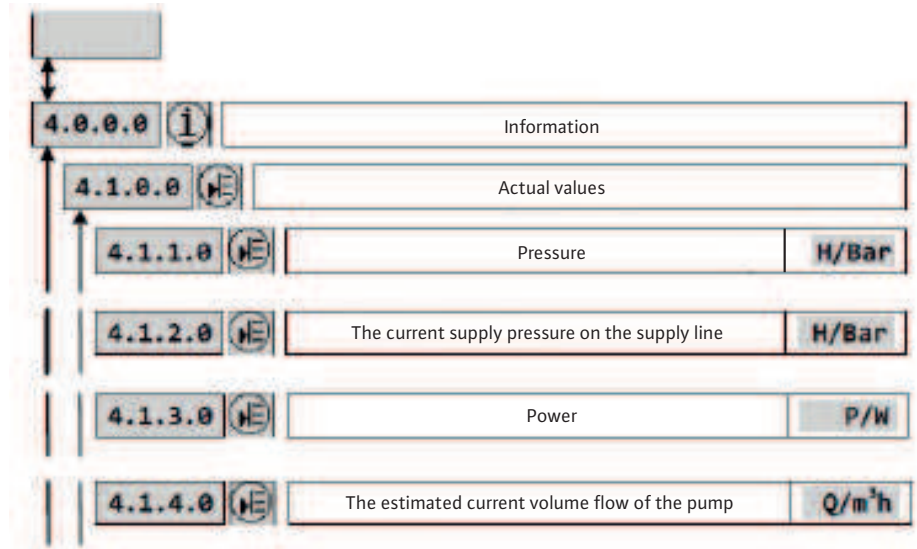 4.0.0.0 i Information
4.1.0.0 Actual values
4.1.1.0 Pressure H/Bar
4.1.2.0 The current supply pressure on the supply line H/Bar
4.1.3.0 Power P/W
4.1.4.0 The estimated current volume flow of the pump Q/m³h